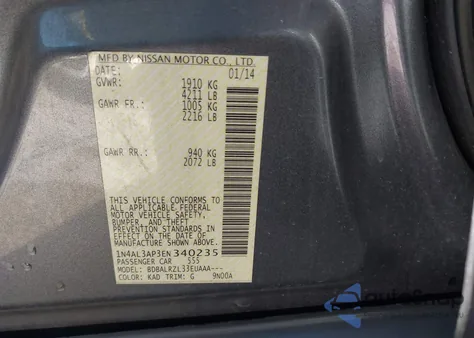 MFD BY NISSAN MOTOR CO., LTD.
DATE: 01/14
GVWR: 1910 KG
4211 LB
GAWR FR.: 1005 KG
2216 LB
GAWR RR.: 940 KG
2072 LB
THIS VEHICLE CONFORMS TO
ALL APPLICABLE FEDERAL
MOTOR VEHICLE SAFETY,
BUMPER, AND THEFT
PREVENTION STANDARDS
IN EFFECT ON THE DATE OF
MANUFACTURE SHOWN ABOVE.
1N4AL3AP3EN340235
PASSENGER CAR 555
MODEL: BDBALRZL33EUAAA---
COLOR: KAD TRIM: G 9N00A